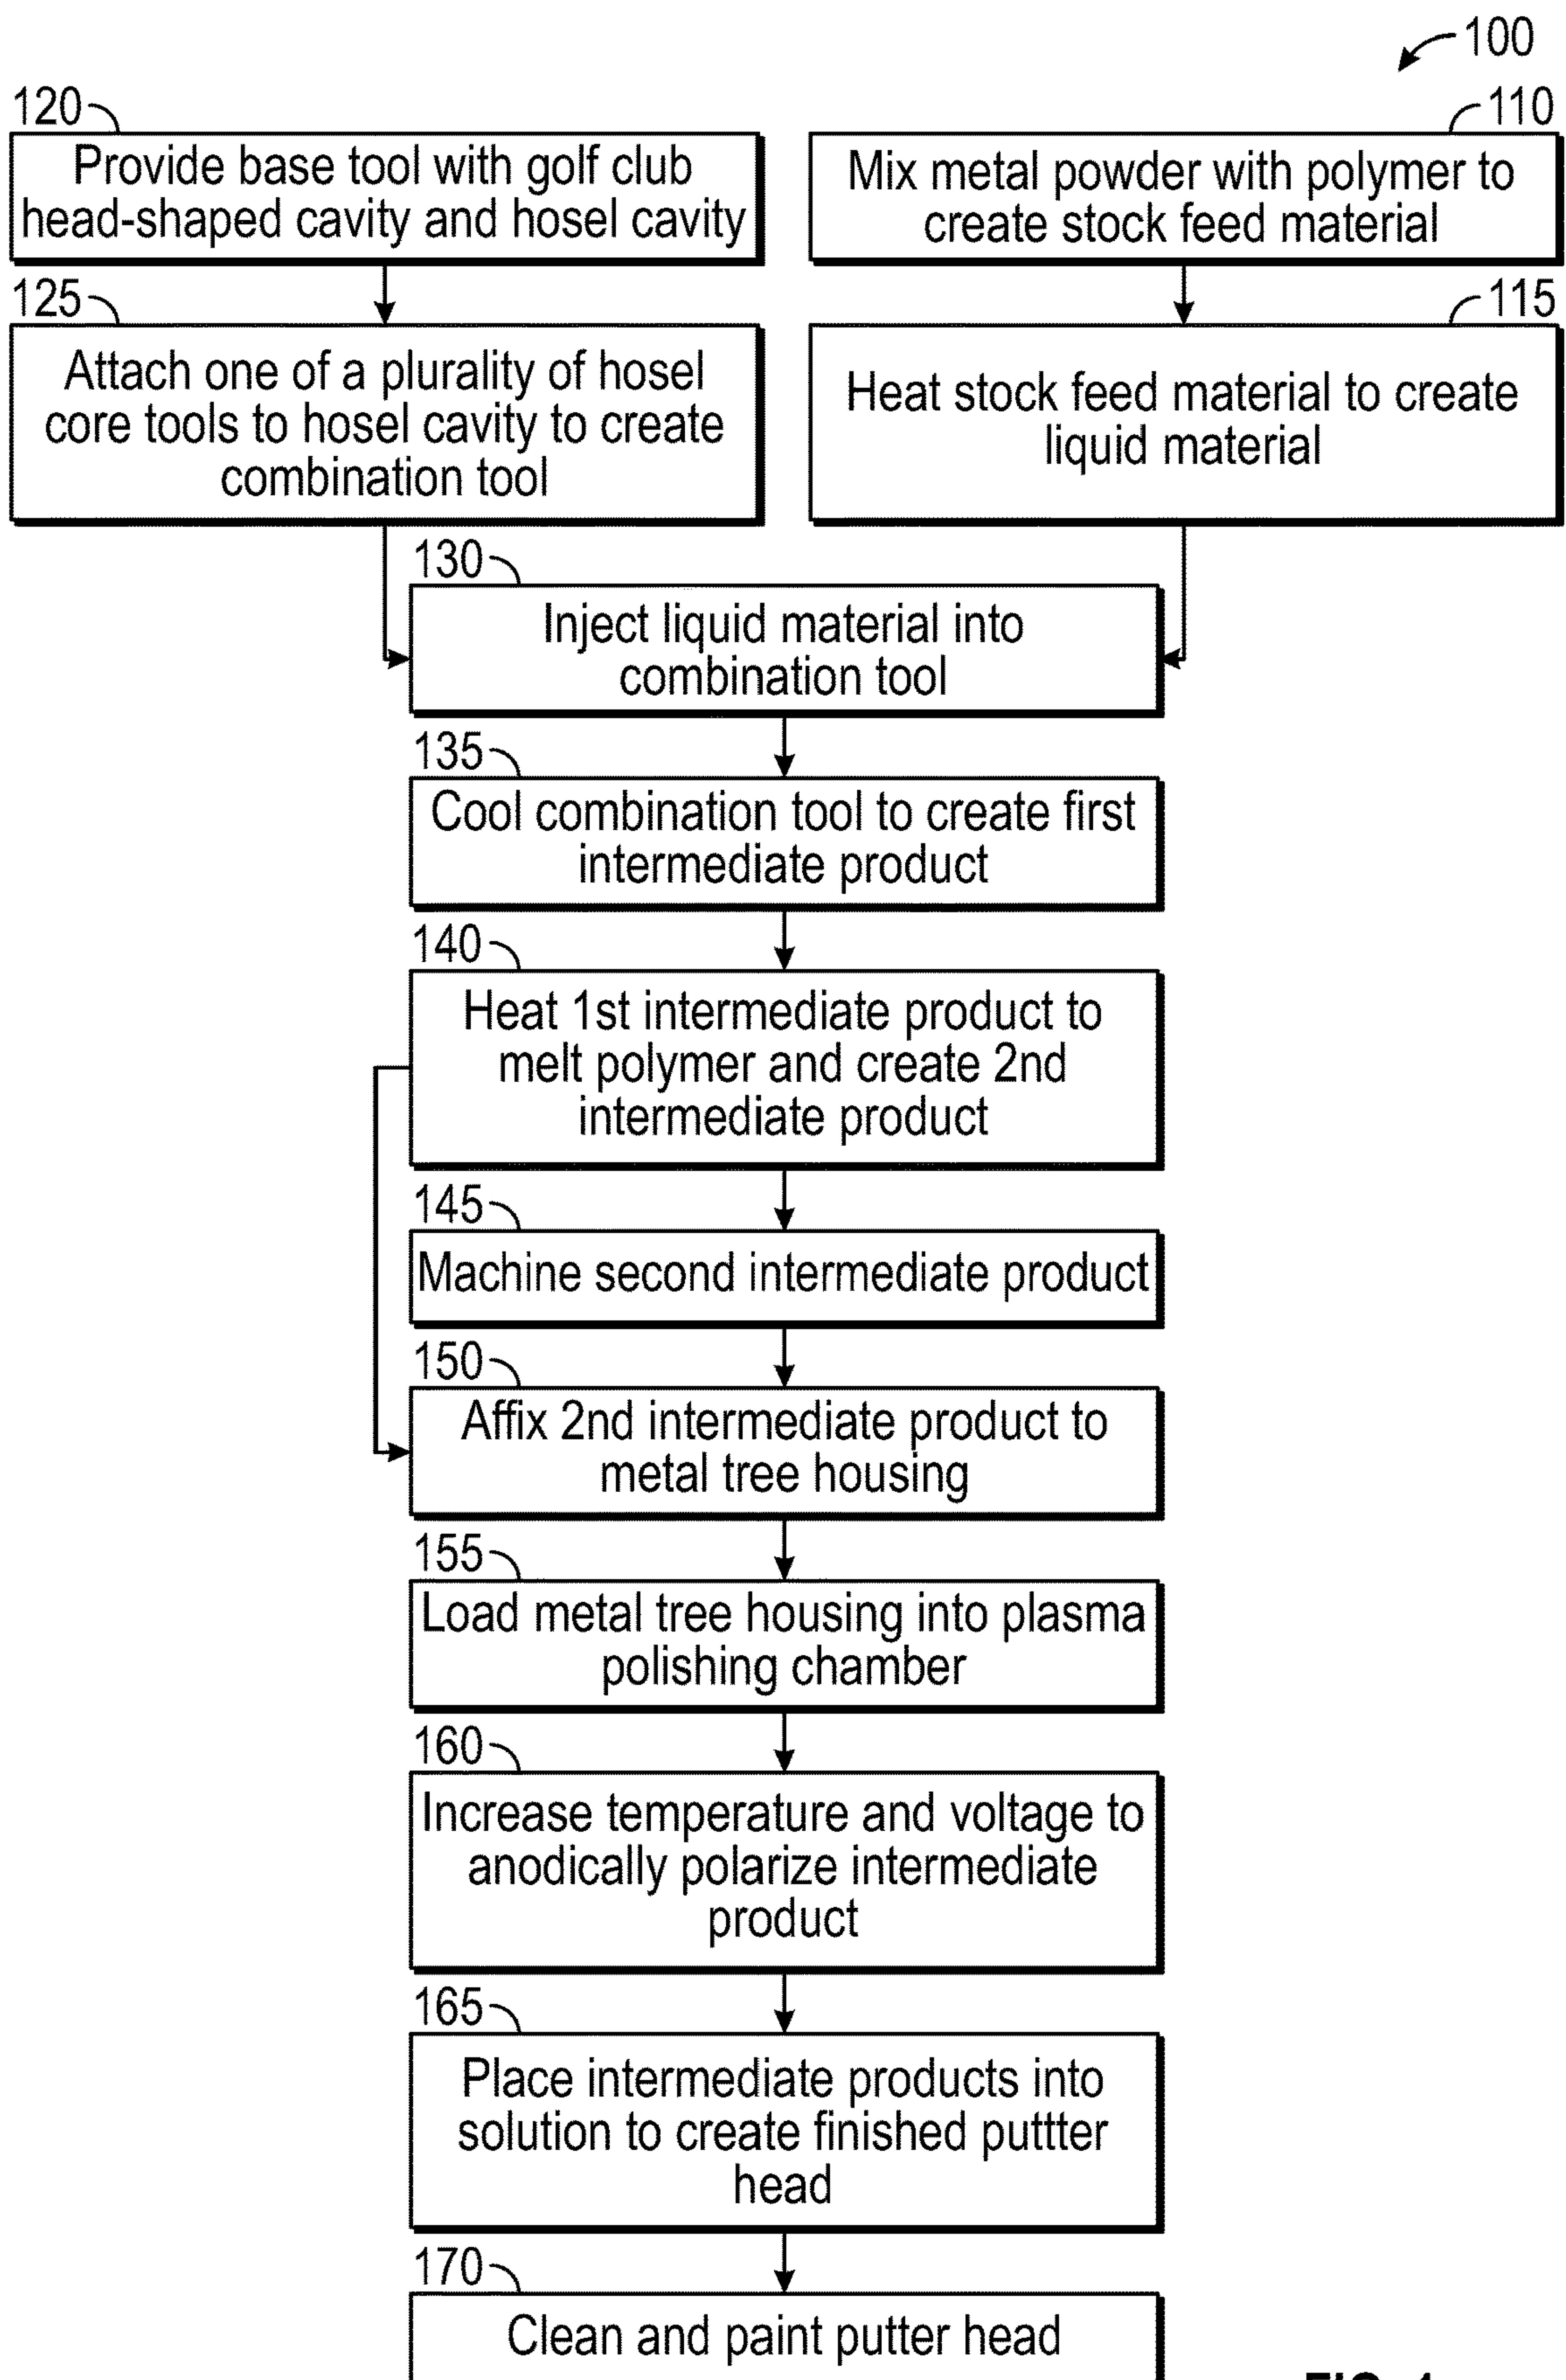 100
120
Provide base tool with golf club
head-shaped cavity and hosel cavity
110
Mix metal powder with polymer to
create stock feed material
125
Attach one of a plurality of hosel
core tools to hosel cavity to create
combination tool
115
Heat stock feed material to create
liquid material
130
Inject liquid material into
combination tool
135
Cool combination tool to create first
intermediate product
140
Heat 1st intermediate product to
melt polymer and create 2nd
intermediate product
145
Machine second intermediate product
150
Affix 2nd intermediate product to
metal tree housing
155
Load metal tree housing into plasma
polishing chamber
160
Increase temperature and voltage to
anodically polarize intermediate
product
165
Place intermediate products into
solution to create finished puttter
head
170
Clean and paint putter head